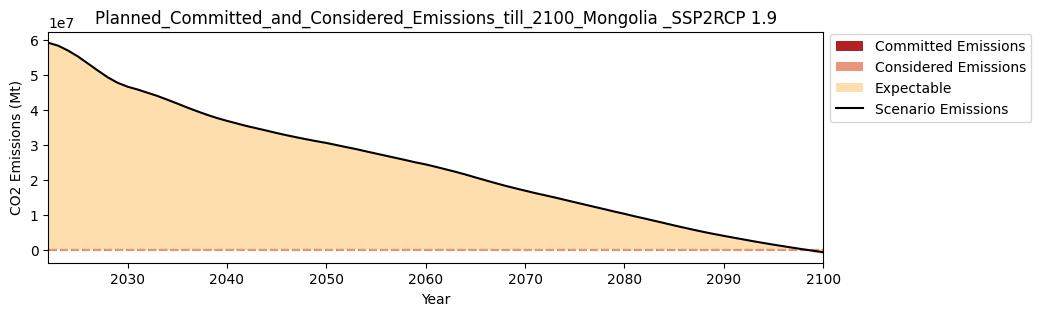 Planned_Committed_and_Considered_Emissions_till_2100_Mongolia _SSP2RCP 1.9
1e7
6
5
4
3
2
1
0
CO2 Emissions (Mt)
2030 2040 2050 2060 2070 2080 2090 2100
Year
Committed Emissions
Considered Emissions
Expectable
Scenario Emissions